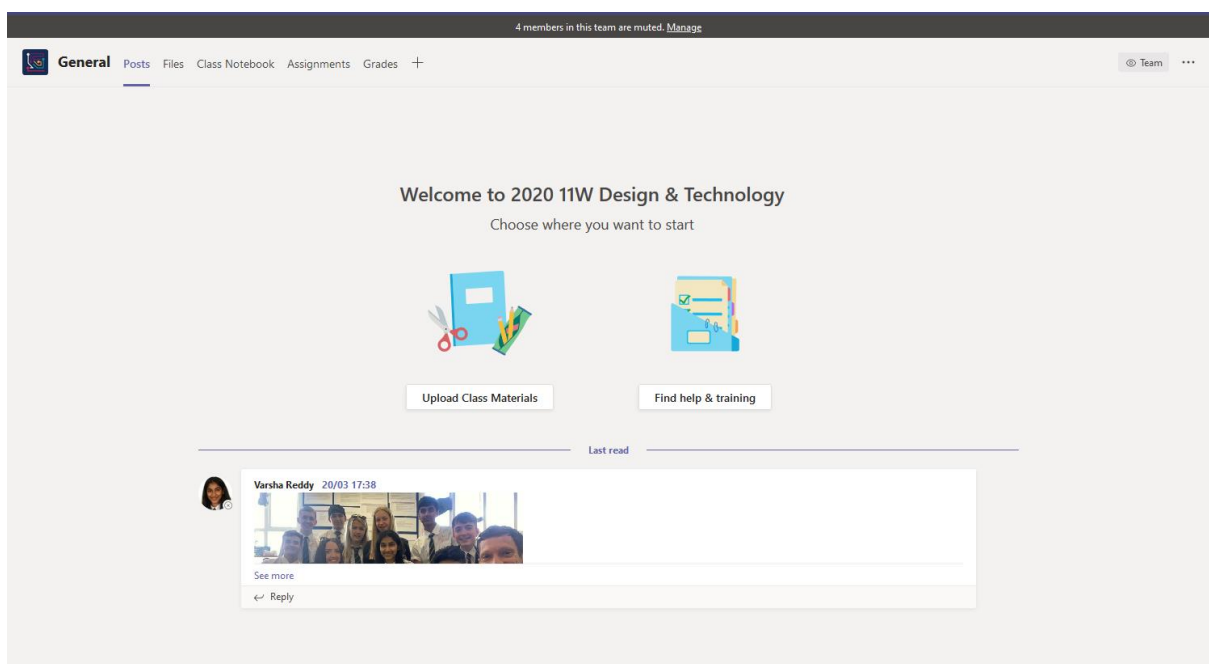 4 members in this team are muted. Manage
General Posts Files Class Notebook Assignments Grades +
Team ...
Welcome to 2020 11W Design & Technology
Choose where you want to start
Upload Class Materials
Find help & training
Last read
Varsha Reddy 20/03 17:38
See more
Reply